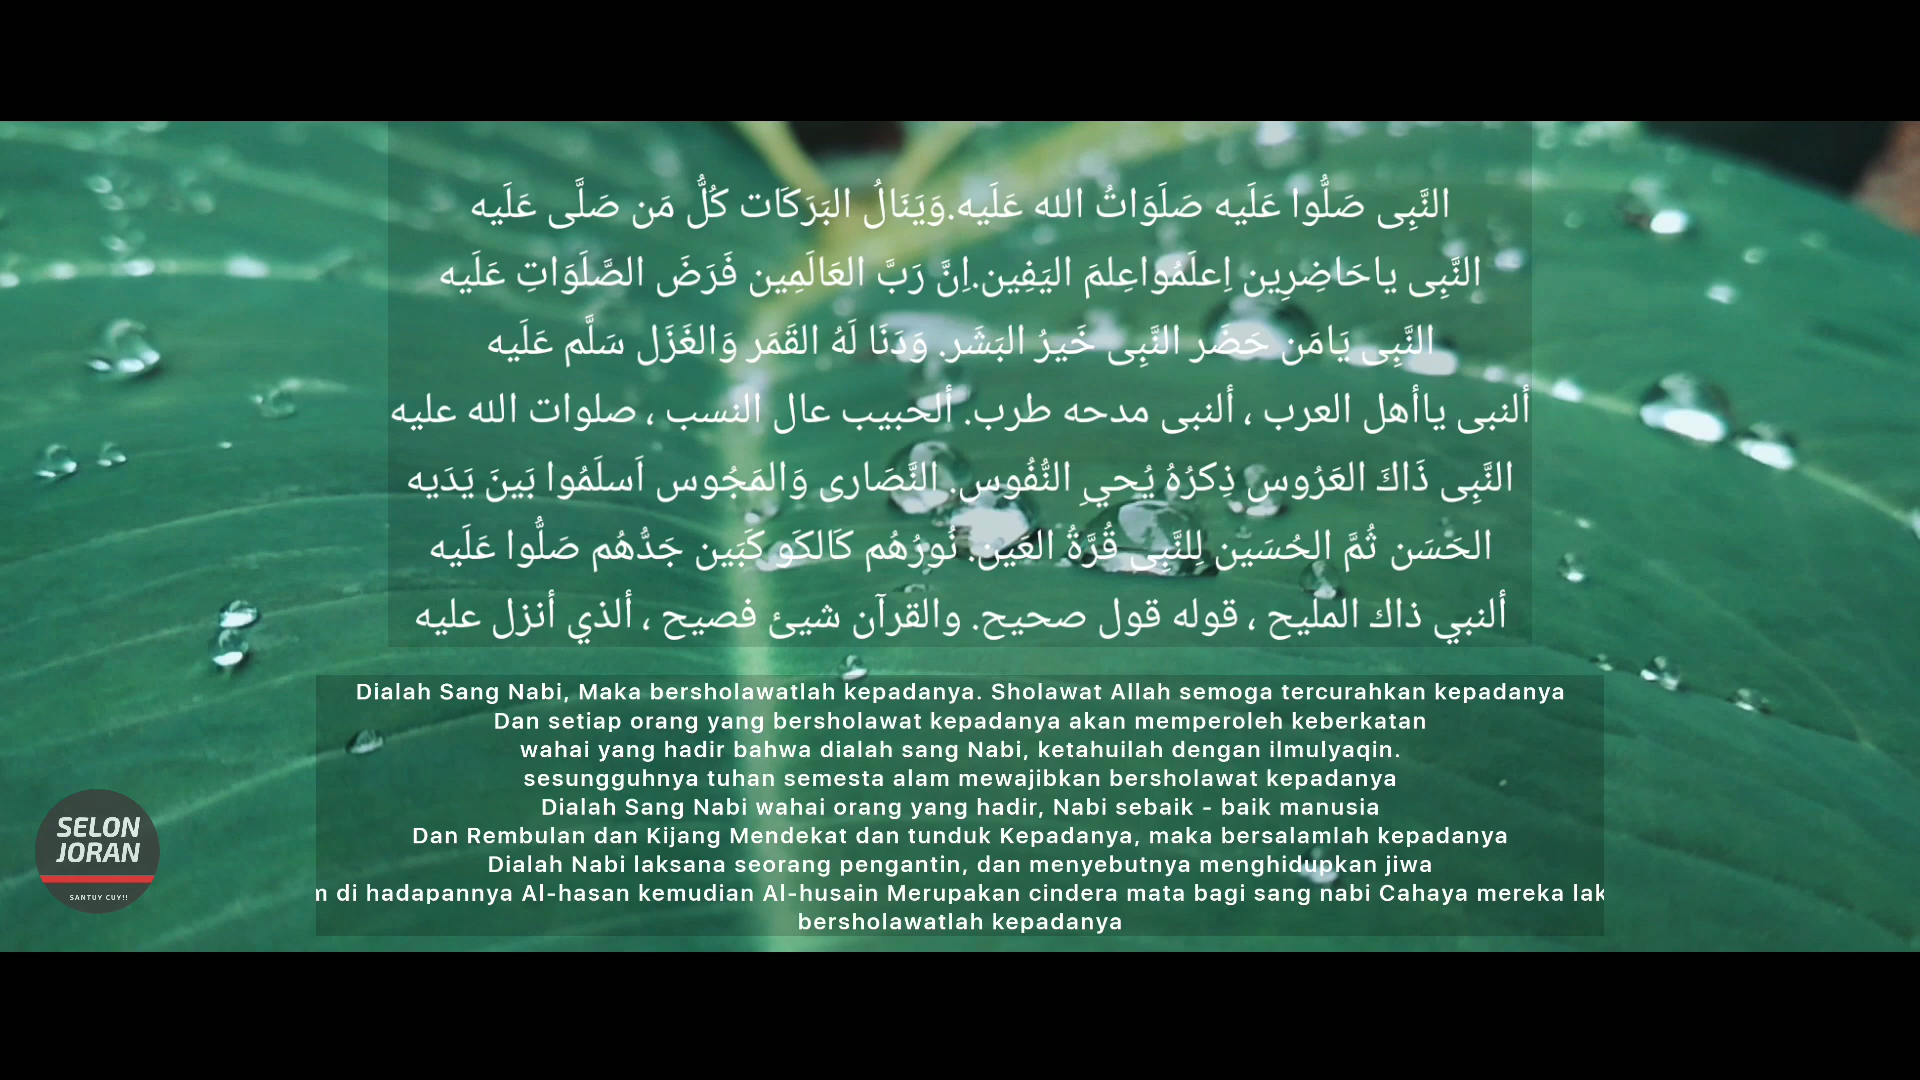 النَّبِى صَلُّوا عَلَيه صَلَوَاتُ الله عَلَيه.وَيَنَالُ البَرَكَات كُلُّ مَن صَلَّى عَلَيه
النَّبِى ياحَاضِرِين اِعلَمُواعِلمَ اليَفِين.اِنَّ رَبَّ العَالَمِين فَرَضَ الصَّلَوَاتِ عَلَيه
النَّبِى يَامَن حَضَر النَّبِى خَيرُ البَشَر. وَدَنَا لَهُ القَمَر وَالغَزَل سَلَّم عَلَيه
ألنبى ياأهل العرب ، ألنبى مدحه طرب. ألحبيب عال النسب ، صلوات الله عليه
النَّبِى ذَاكَ العَرُوس ذِكرُهُ يُحيِ النُّفُوس. النَّصَارى وَالمَجُوس اَسلَمُوا بَينَ يَدَيه
الحَسَن ثُمَّ الحُسَين لِلنَّبِى قُرَّةُ العَين. نُورُهُم كَالكَو كَبَين جَدُّهُم صَلُّوا عَلَيه
ألنبي ذاك المليح ، قوله قول صحيح. والقرآن شيئ فصيح ، ألذي أنزل عليه
Dialah Sang Nabi, Maka bersholawatlah kepadanya. Sholawat Allah semoga tercurahkan kepadanya
Dan setiap orang yang bersholawat kepadanya akan memperoleh keberkatan
wahai yang hadir bahwa dialah sang Nabi, ketahuilah dengan ilmulyaqin.
sesungguhnya tuhan semesta alam mewajibkan bersholawat kepadanya
Dialah Sang Nabi wahai orang yang hadir, Nabi sebaik - baik manusia
Dan Rembulan dan Kijang Mendekat dan tunduk Kepadanya, maka bersalamlah kepadanya
Dialah Nabi laksana seorang pengantin, dan menyebutnya menghidupkan jiwa
di hadapannya Al-hasan kemudian Al-husain Merupakan cindera mata bagi sang nabi Cahaya mereka
bersholawatlah kepadanya
SELON
JORAN
SANTUY CUY!!